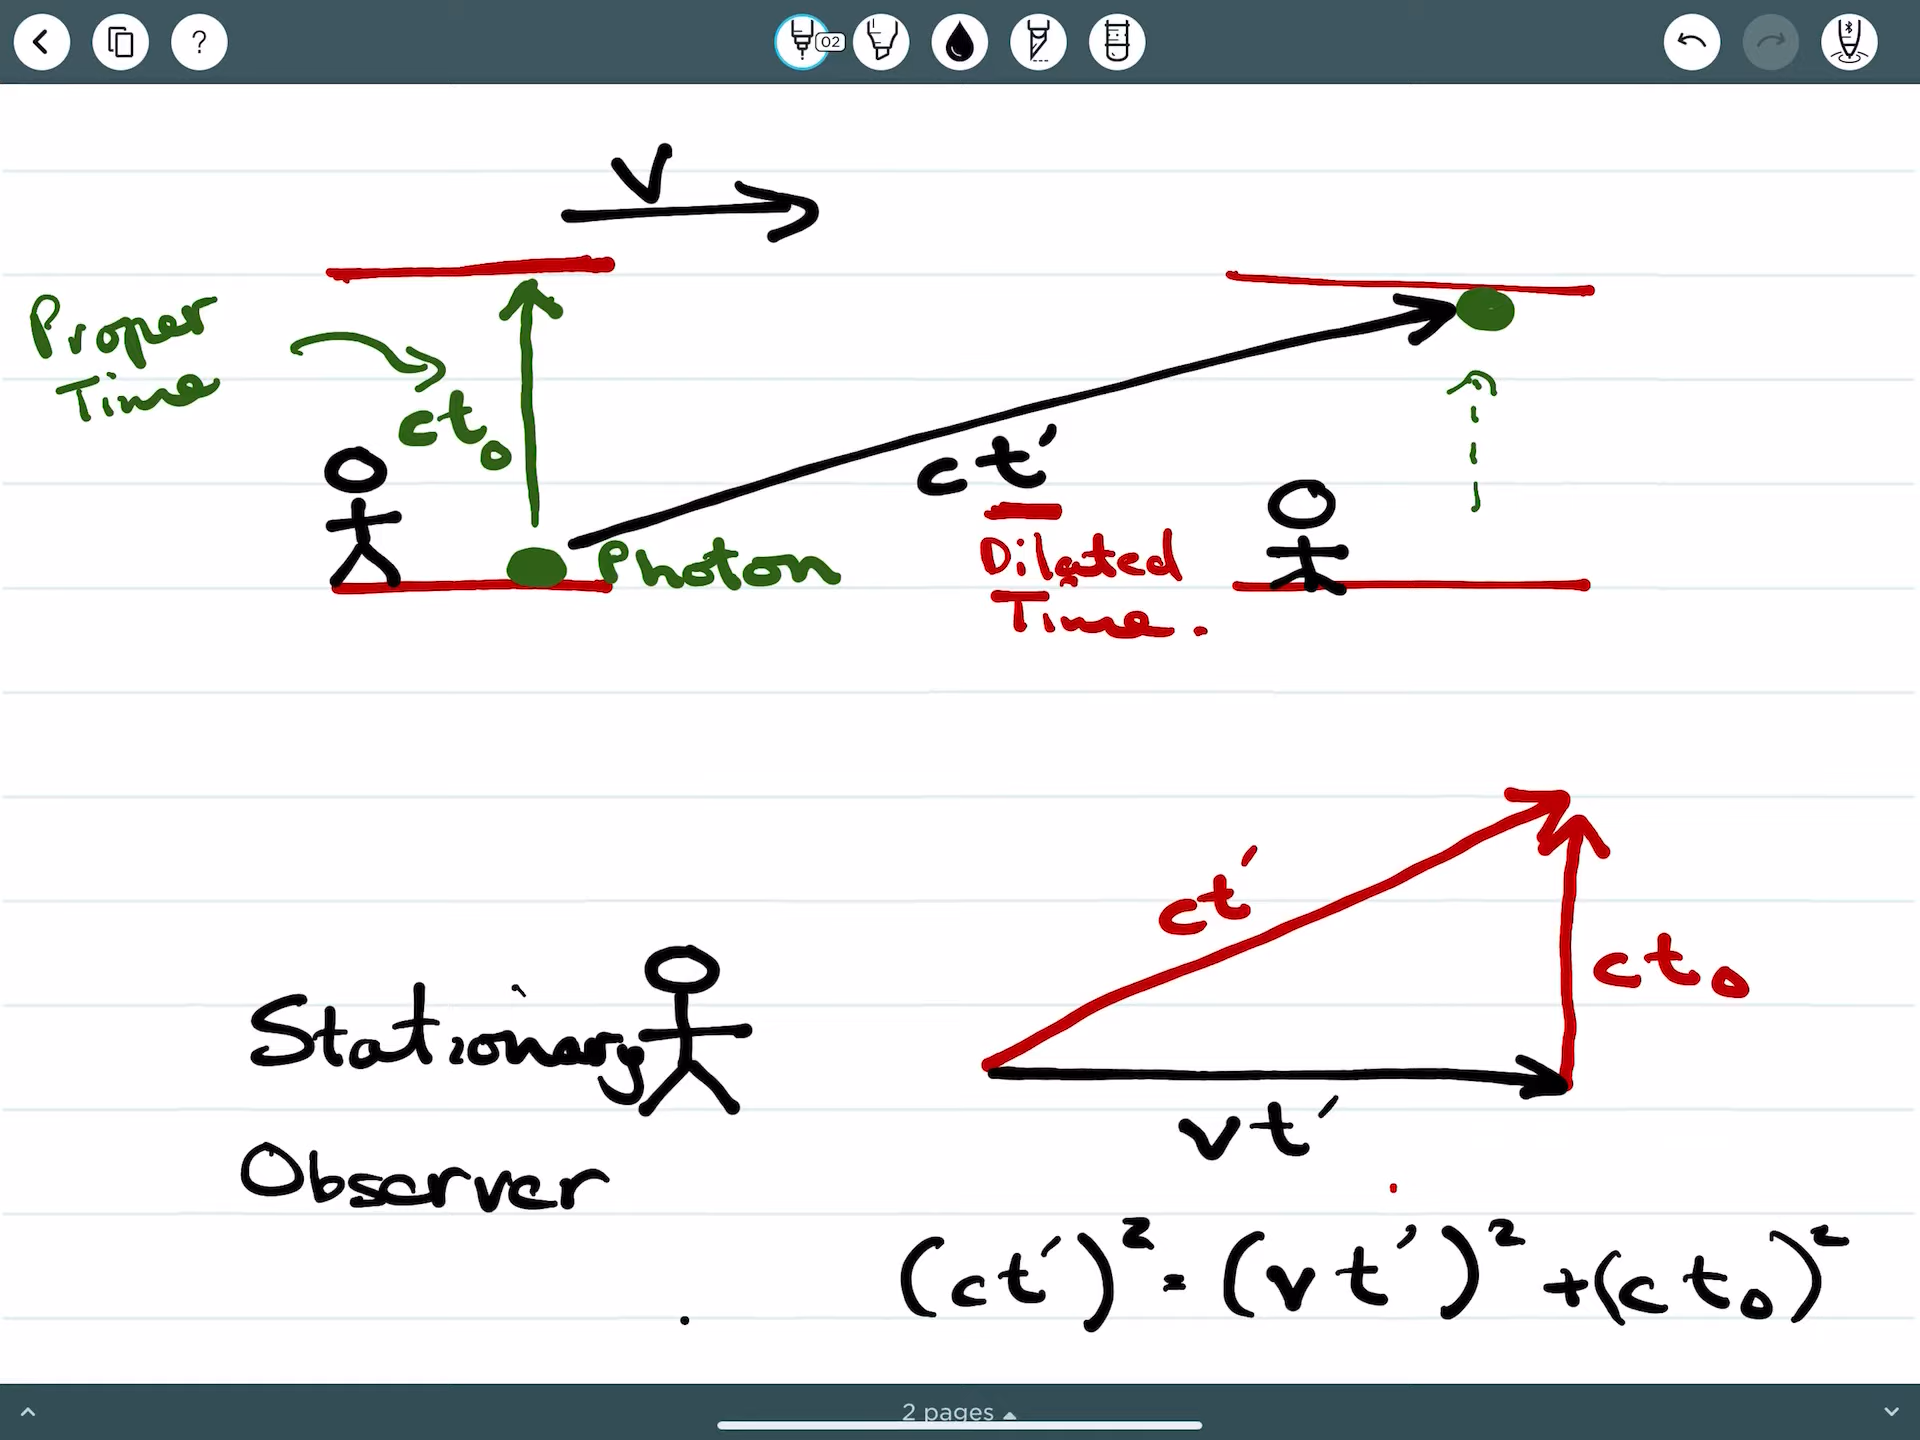 ?
02
V
Proper
Time
ct₀
Photon
ct′
Dilated
Time.
ct′
ct₀
vt′
Stationary
Observer
(ct′)² = (vt′)² + (ct₀)²
2 pages